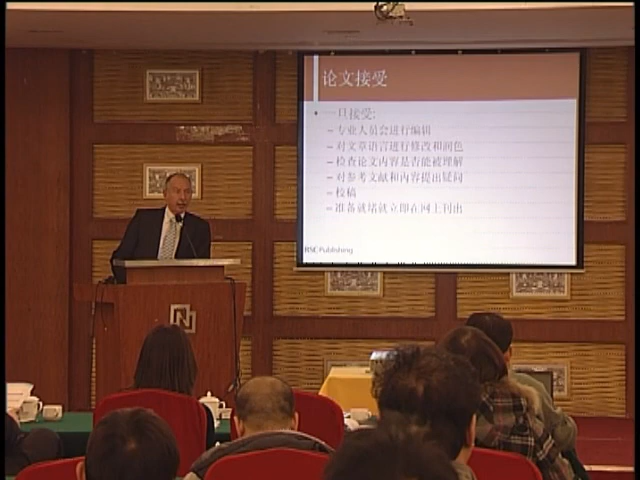 论文接受
• 一旦接受:
– 专业人员会进行编辑
– 对文章语言进行修改和润色
– 检查论文内容是否能被理解
– 对参考文献和内容提出疑问
– 校稿
– 准备就绪就立即在网上刊出
RSC Publishing
N